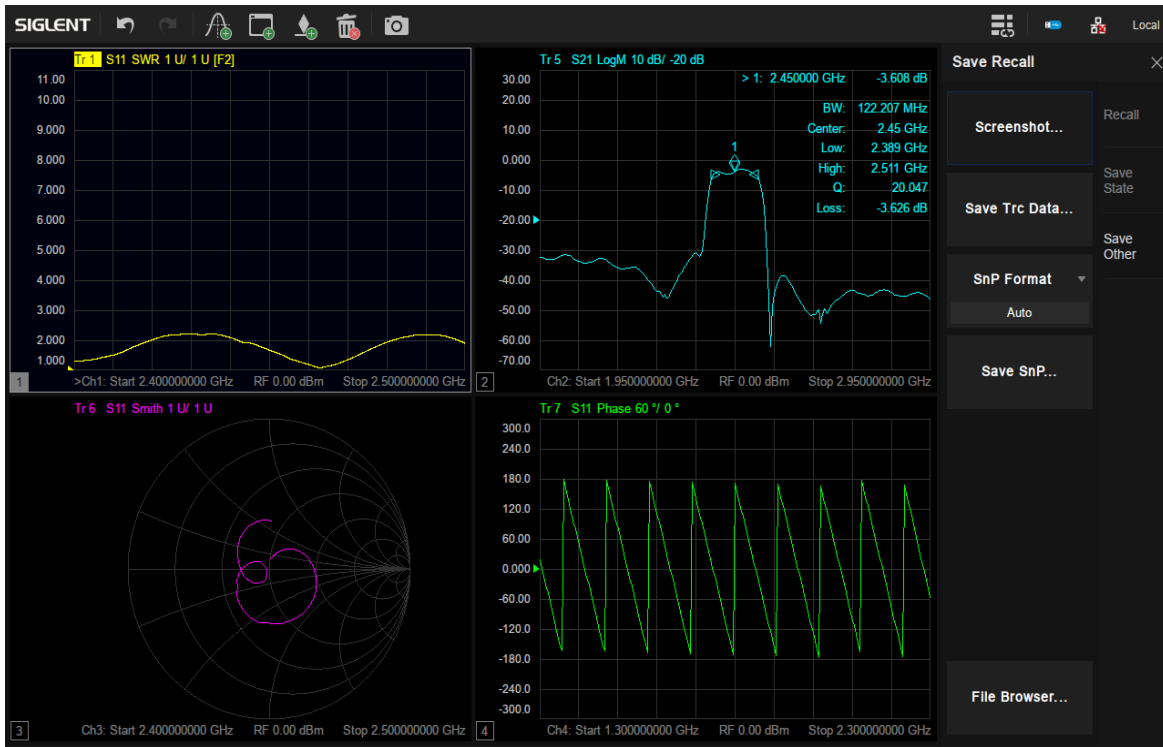 SIGLENT
Local
Tr 1 S11 SWR 1 U/ 1 U [F2]
11.00
10.00
9.000
8.000
7.000
6.000
5.000
4.000
3.000
2.000
1.000
1
>Ch1: Start 2.400000000 GHz RF 0.00 dBm Stop 2.500000000 GHz
Tr 5 S21 LogM 10 dB/ -20 dB
> 1: 2.450000 GHz -3.608 dB
BW: 122.207 MHz
Center: 2.45 GHz
Low: 2.389 GHz
High: 2.511 GHz
Q: 20.047
Loss: -3.626 dB
1
30.00
20.00
10.00
0.000
-10.00
-20.00
-30.00
-40.00
-50.00
-60.00
-70.00
2
Ch2: Start 1.950000000 GHz RF 0.00 dBm Stop 2.950000000 GHz
Tr 6 S11 Smith 1 U/ 1 U
3
Ch3: Start 2.400000000 GHz RF 0.00 dBm Stop 2.500000000 GHz
Tr 7 S11 Phase 60 °/ 0 °
300.0
240.0
180.0
120.0
60.00
0.000
-60.00
-120.0
-180.0
-240.0
-300.0
4
Ch4: Start 1.300000000 GHz RF 0.00 dBm Stop 2.300000000 GHz
Save Recall
Screenshot...
Save Trc Data...
SnP Format
Auto
Save SnP...
File Browser...
Recall
Save
State
Save
Other